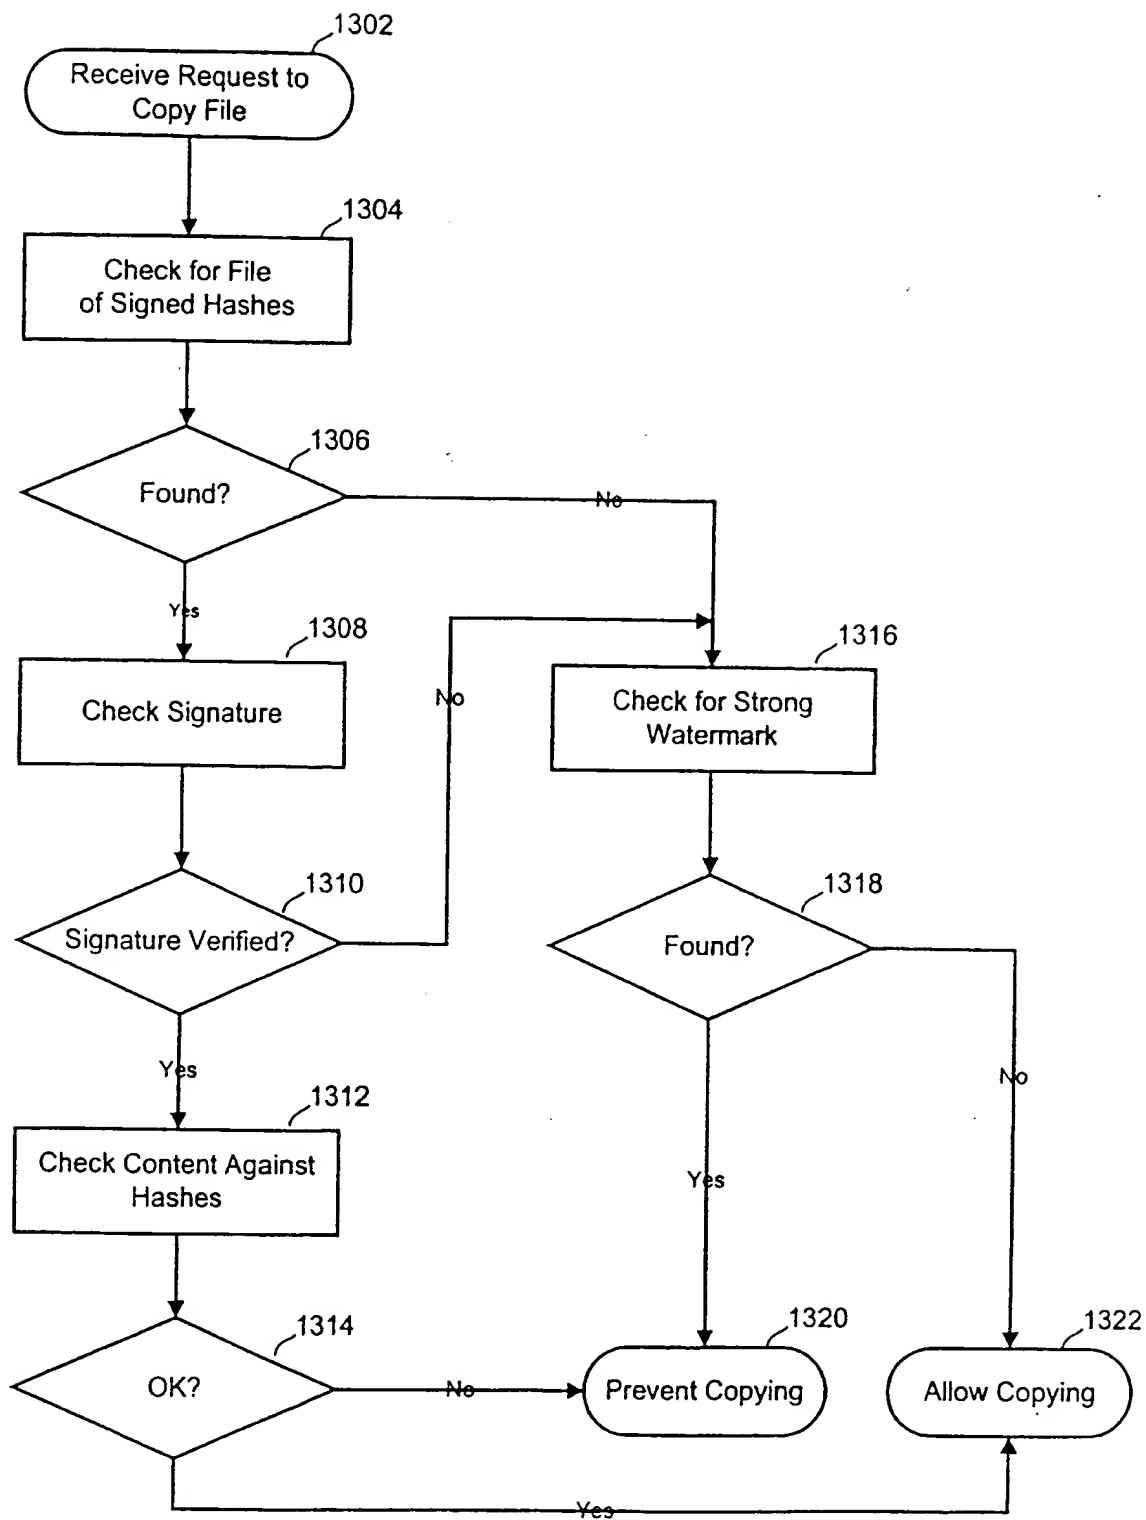 1302
Receive Request to
Copy File
1304
Check for File
of Signed Hashes
1306
Found?
No
Yes
1308
Check Signature
No
1316
Check for Strong
Watermark
1310
Signature Verified?
1318
Found?
Yes
No
1312
Check Content Against
Hashes
Yes
1314
OK?
No
1320
Prevent Copying
1322
Allow Copying
Yes